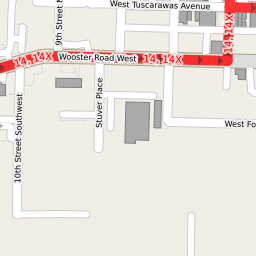 West Tuscarawas Avenue
14, 14X
9th Street N
14, 14X
Wooster Road West
14, 14X
Stuver Place
West Fo
10th Street Southwest